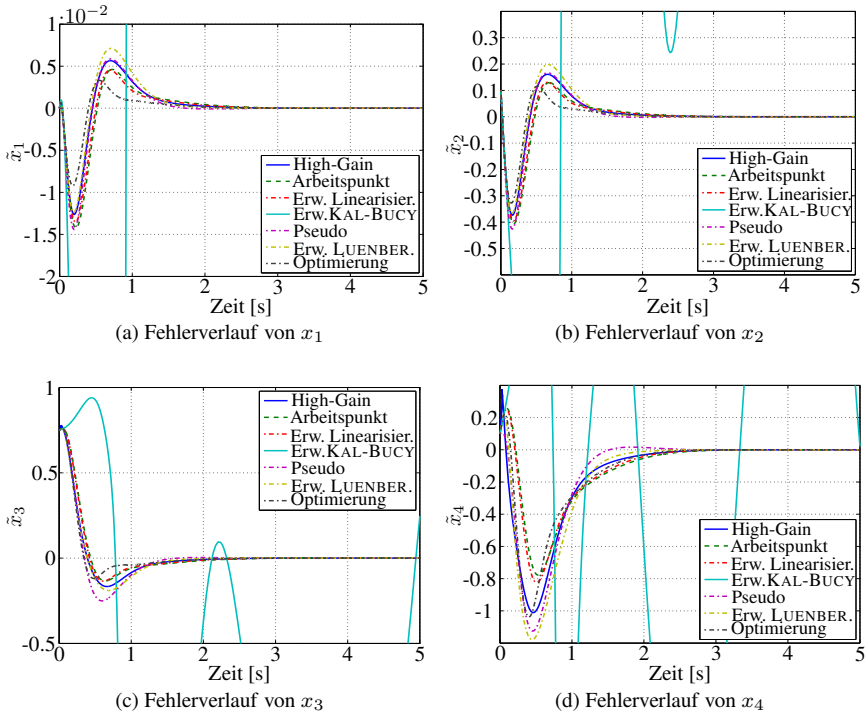 1·10⁻²
0.5
0
-0.5
-1
-1.5
-2
x̃₁
High-Gain
Arbeitspunkt
Erw. Linearisier.
Erw.KAL-BUCY
Pseudo
Erw. LUENBER.
Optimierung
0 1 2 3 4 5
Zeit [s]
(a) Fehlerverlauf von x₁
0.3
0.2
0.1
0
-0.1
-0.2
-0.3
-0.4
-0.5
x̃₂
High-Gain
Arbeitspunkt
Erw. Linearisier.
Erw.KAL-BUCY
Pseudo
Erw. LUENBER.
Optimierung
0 1 2 3 4 5
Zeit [s]
(b) Fehlerverlauf von x₂
1
0.5
0
-0.5
x̃₃
High-Gain
Arbeitspunkt
Erw. Linearisier.
Erw.KAL-BUCY
Pseudo
Erw. LUENBER.
Optimierung
0 1 2 3 4 5
Zeit [s]
(c) Fehlerverlauf von x₃
0.2
0
-0.2
-0.4
-0.6
-0.8
-1
x̃₄
High-Gain
Arbeitspunkt
Erw. Linearisier.
Erw.KAL-BUCY
Pseudo
Erw. LUENBER.
Optimierung
0 1 2 3 4 5
Zeit [s]
(d) Fehlerverlauf von x₄